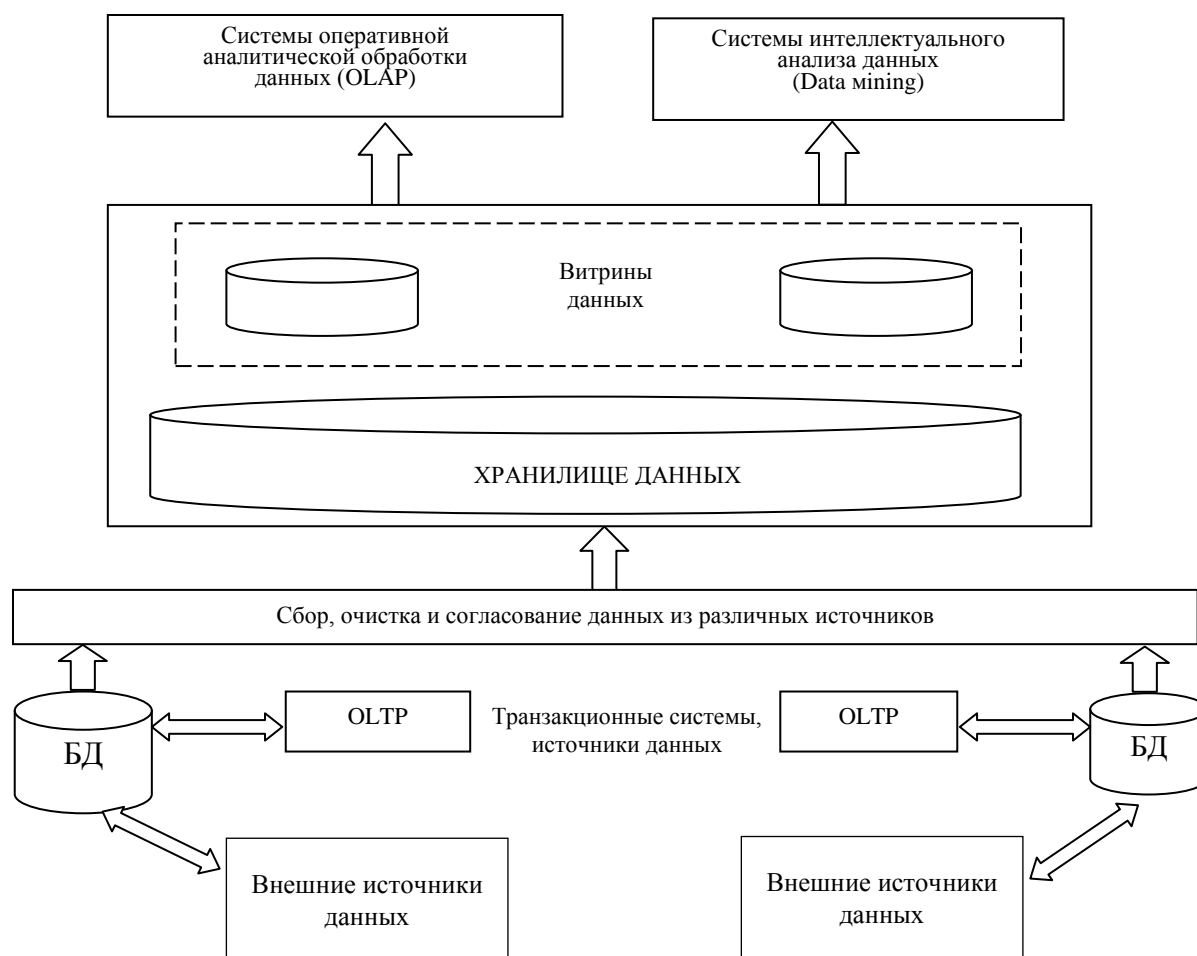 Системы оперативной
аналитической обработки
данных (OLAP)
Системы интеллектуального
анализа данных
(Data мining)
Витрины
данных
ХРАНИЛИЩЕ ДАННЫХ
Сбор, очистка и согласование данных из различных источников
БД
OLTP
Транзакционные системы,
источники данных
OLTP
БД
Внешние источники
данных
Внешние источники
данных